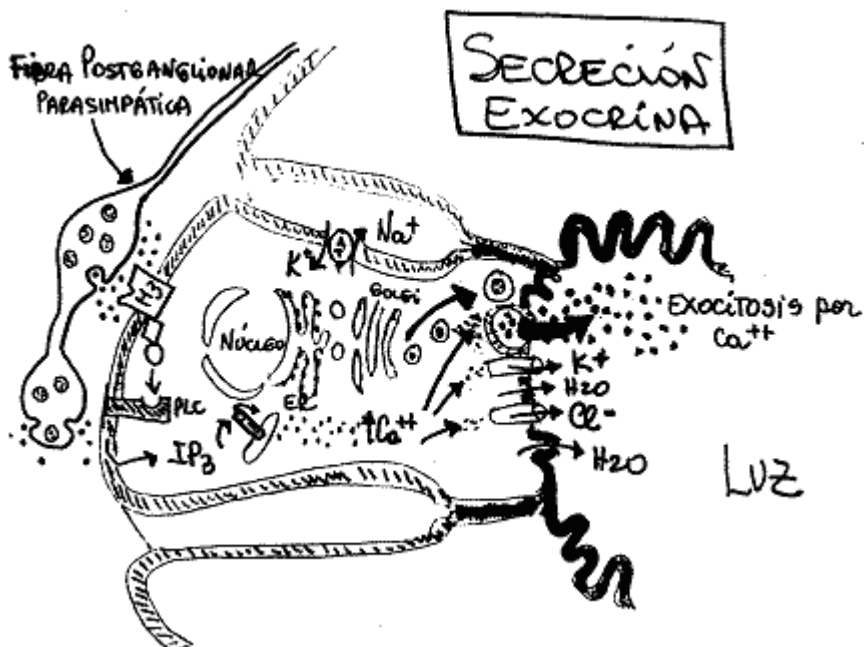 SECRECIÓN
EXOCRINA
FIBRA POSTGANGLIONAR
PARASIMPÁTICA
Na+
K+
M3
GOLGI
NÚCLEO
EXOCITOSIS por
Ca++
K+
H2O
Cl-
PLC
ER
↑Ca++
IP3
H2O
LUZ